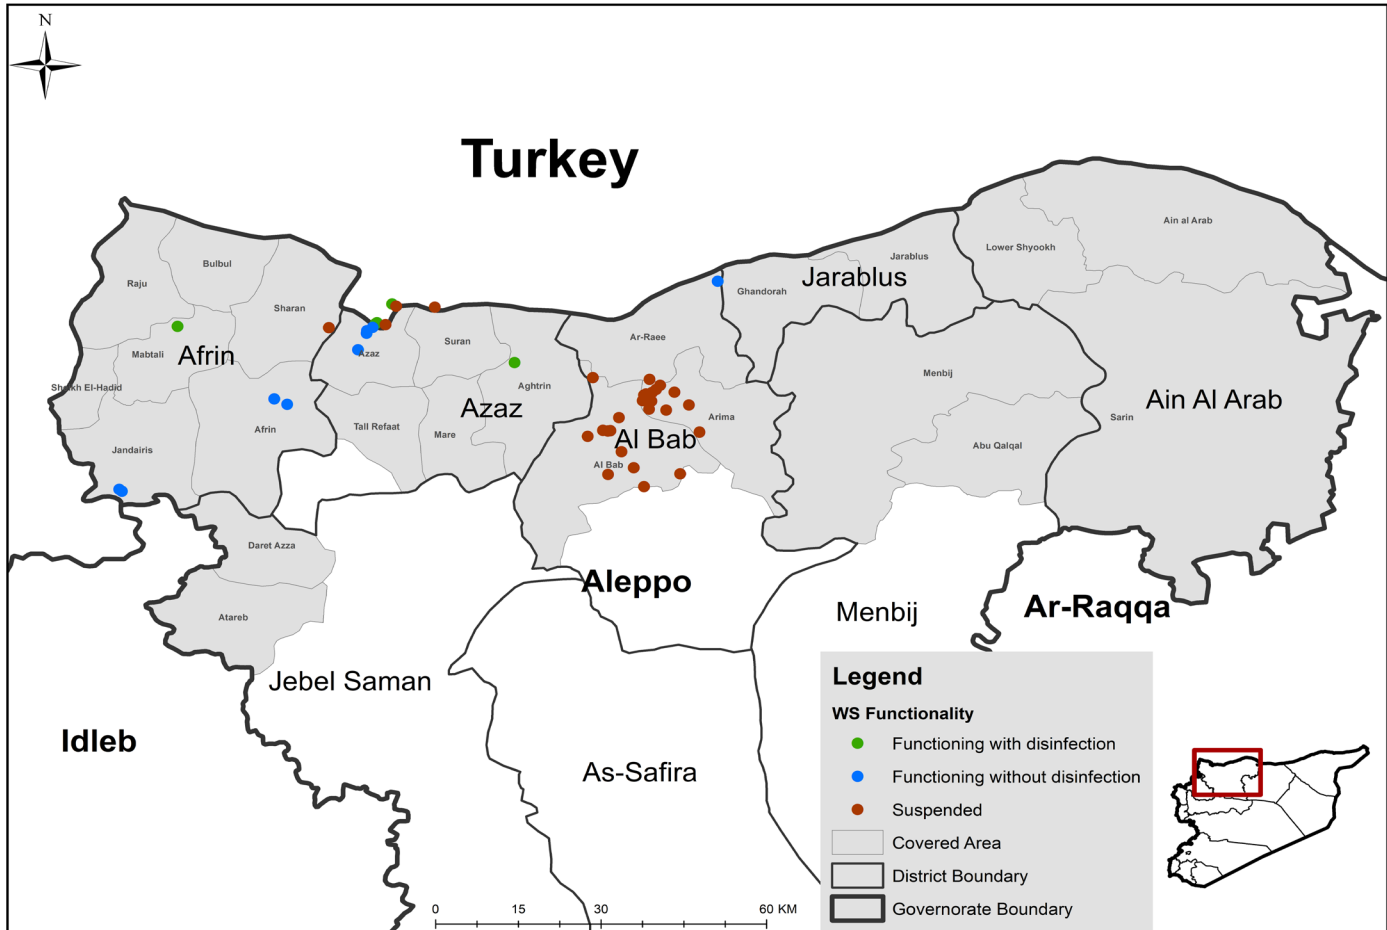 N
Turkey
Ain al Arab
Lower Shyookh
Jarablus
Jarablus
Ghandorah
Bulbul
Raju
Sharan
Ar-Raee
Suran
Azaz
Mabtali
Afrin
Menbij
Sheikh El-Hadid
Aghtrin
Azaz
Ain Al Arab
Arima
Sarin
Tall Refaat
Mare
Afrin
Al Bab
Abu Qalqal
Jandairis
Al Bab
Daret Azza
Aleppo
Ar-Raqqa
Menbij
Atareb
Jebel Saman
Idleb
As-Safira
Legend
WS Functionality
Functioning with disinfection
Functioning without disinfection
Suspended
Covered Area
District Boundary
Governorate Boundary
0 15 30 60 KM